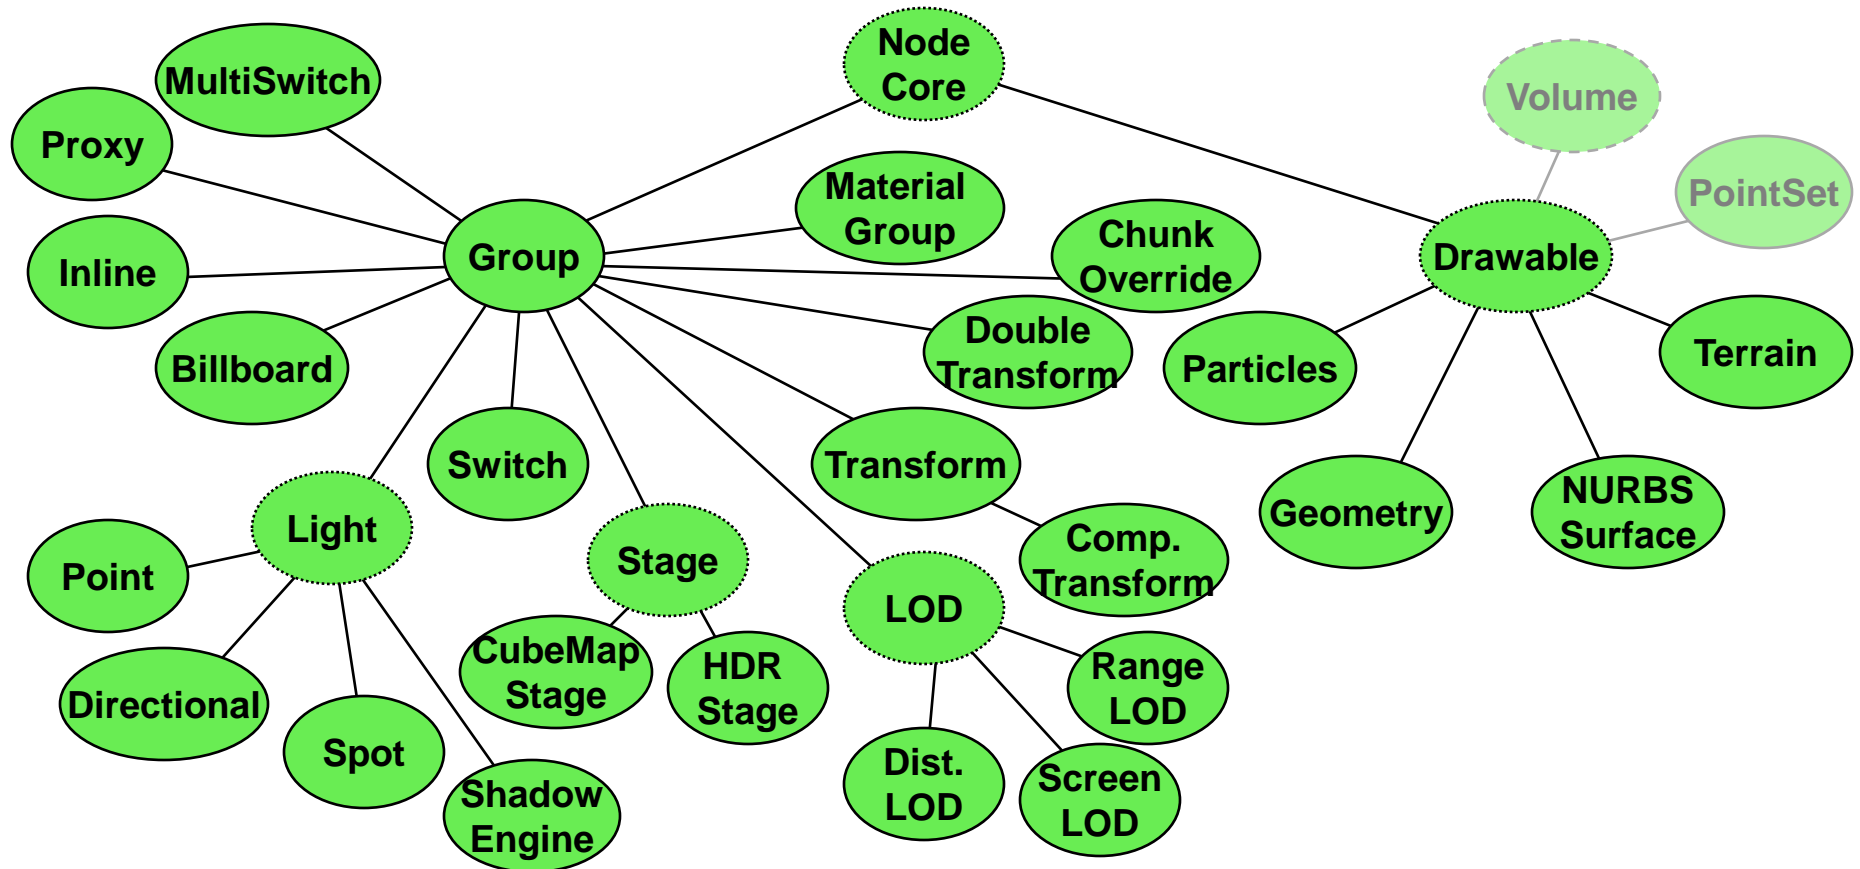 Node
Core
MultiSwitch
Volume
Proxy
Material
Group
PointSet
Chunk
Override
Group
Drawable
Inline
Double
Transform
Billboard
Particles
Terrain
Switch
Transform
Geometry
NURBS
Surface
Light
Stage
Comp.
Transform
Point
LOD
CubeMap
Stage
HDR
Stage
Range
LOD
Directional
Spot
Dist.
LOD
Screen
LOD
Shadow
Engine